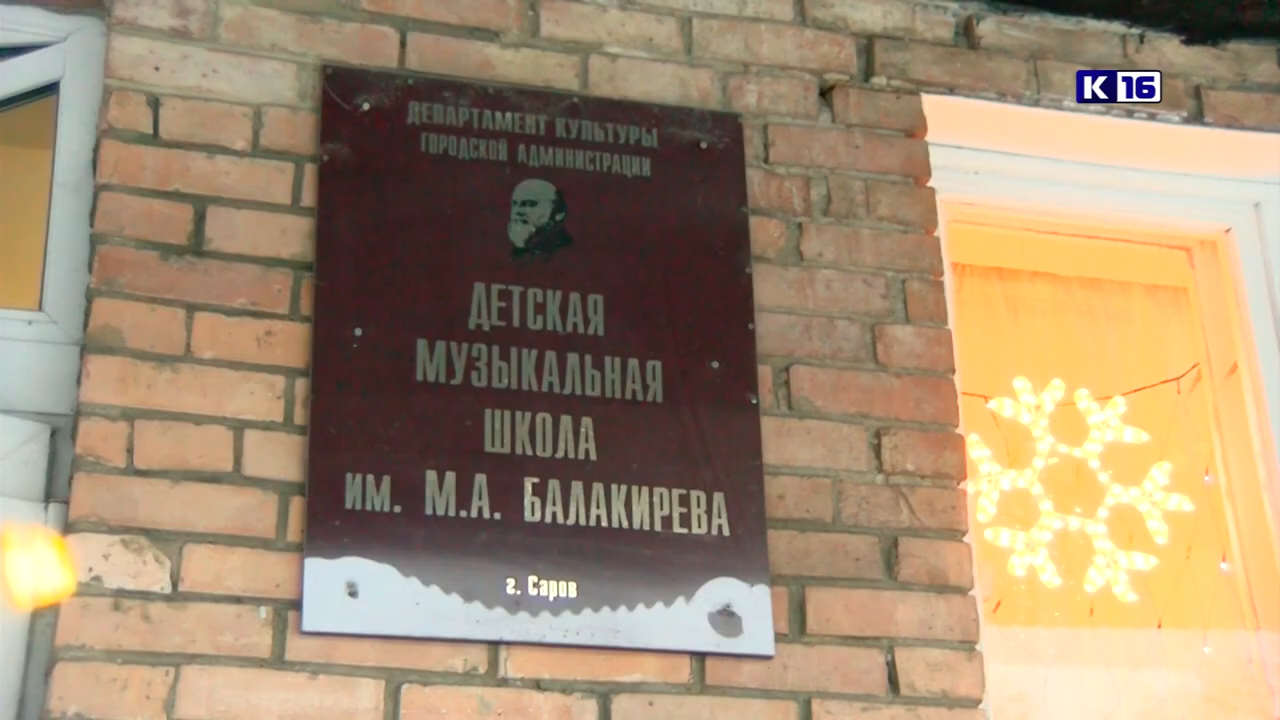 К 16
ДЕПАРТАМЕНТ КУЛЬТУРЫ
ГОРОДСКОЙ АДМИНИСТРАЦИИ
ДЕТСКАЯ
МУЗЫКАЛЬНАЯ
ШКОЛА
ИМ. М.А. БАЛАКИРЕВА
г. Саров